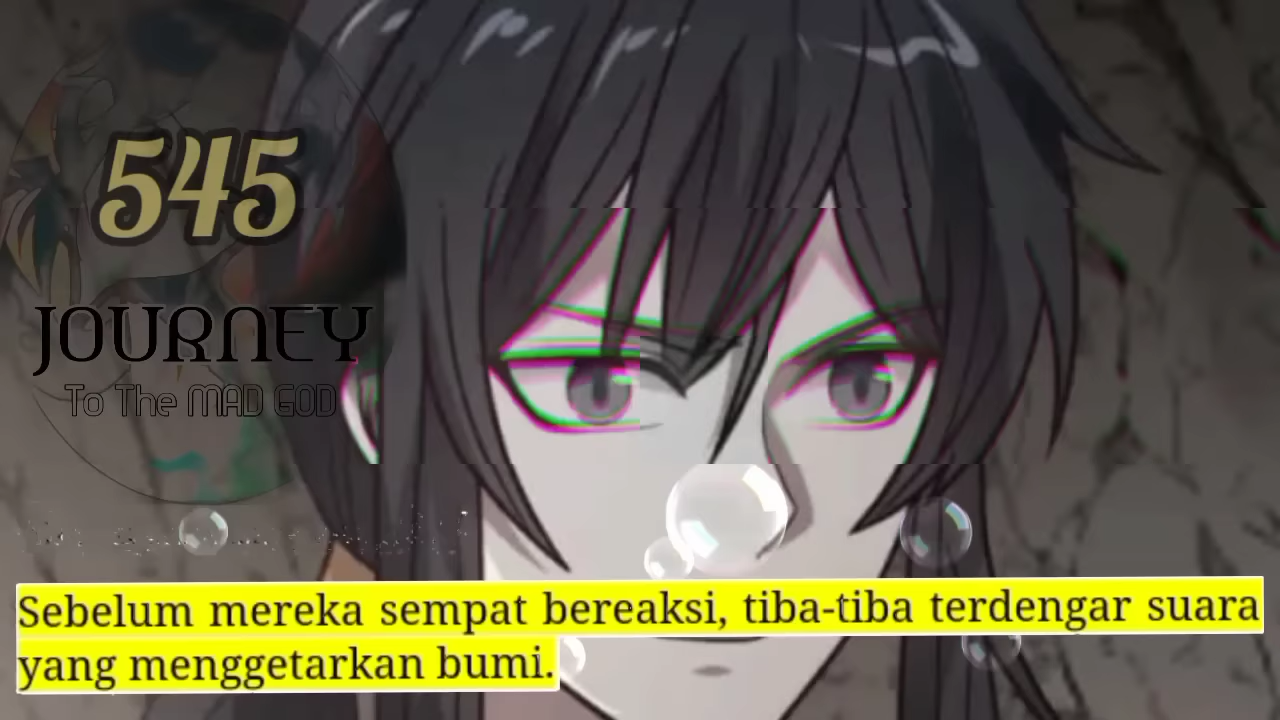 545
JOURNEY
To The MAD GOD
Sebelum mereka sempat bereaksi, tiba-tiba terdengar suara
yang menggetarkan bumi.